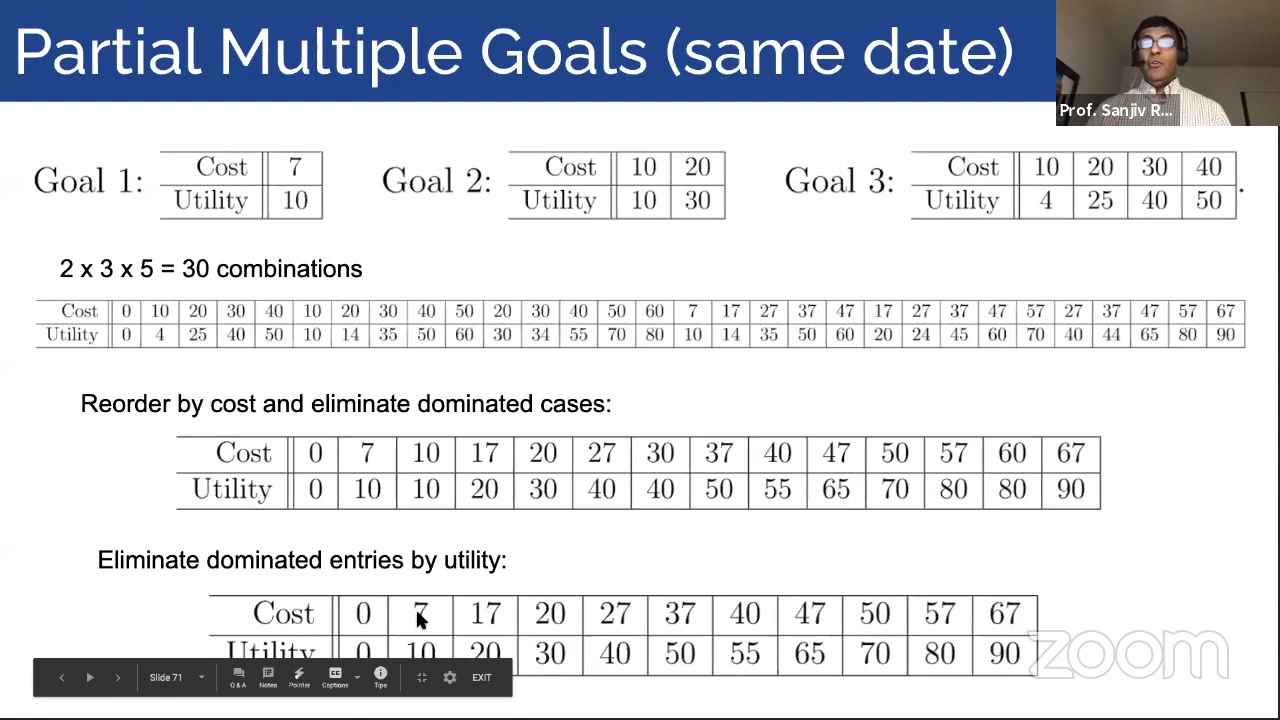 Partial Multiple Goals (same date)
Prof. Sanjiv R...
Goal 1: Cost 7
Utility 10
Goal 2: Cost 10 20
Utility 10 30
Goal 3: Cost 10 20 30 40
Utility 4 25 40 50 .
2 x 3 x 5 = 30 combinations
Cost 0 10 20 30 40 10 20 30 40 50 20 30 40 50 60 7 17 27 37 47 17 27 37 47 57 27 37 47 57 67
Utility 0 4 25 40 50 10 14 35 50 60 30 34 55 70 80 10 14 35 50 60 20 24 45 60 70 40 44 65 80 90
Reorder by cost and eliminate dominated cases:
Cost 0 7 10 17 20 27 30 37 40 47 50 57 60 67
Utility 0 10 10 20 30 40 40 50 55 65 70 80 80 90
Eliminate dominated entries by utility:
Cost 0 7 17 20 27 37 40 47 50 57 67
Utility 0 10 20 30 40 50 55 65 70 80 90
zoom
Slide 71 Q & A Notes Pointer Captions Tips EXIT